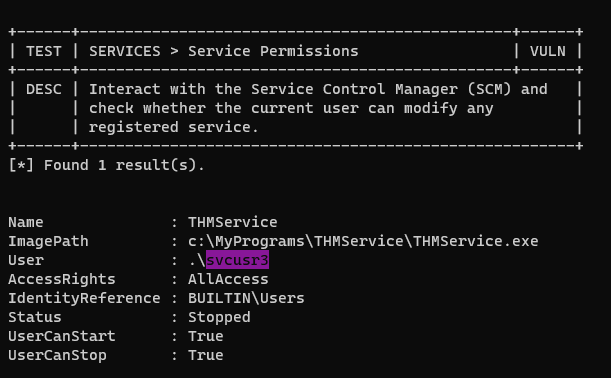 +------+------------------------------------------------+------+
| TEST | SERVICES > Service Permissions                 | VULN |
+------+------------------------------------------------+------+
| DESC | Interact with the Service Control Manager (SCM) and   |
|      | check whether the current user can modify any         |
|      | registered service.                                   |
+------+-------------------------------------------------------+
[*] Found 1 result(s).
Name              : THMService
ImagePath         : c:\MyPrograms\THMService\THMService.exe
User              : .\svcusr3
AccessRights      : AllAccess
IdentityReference : BUILTIN\Users
Status            : Stopped
UserCanStart      : True
UserCanStop       : True